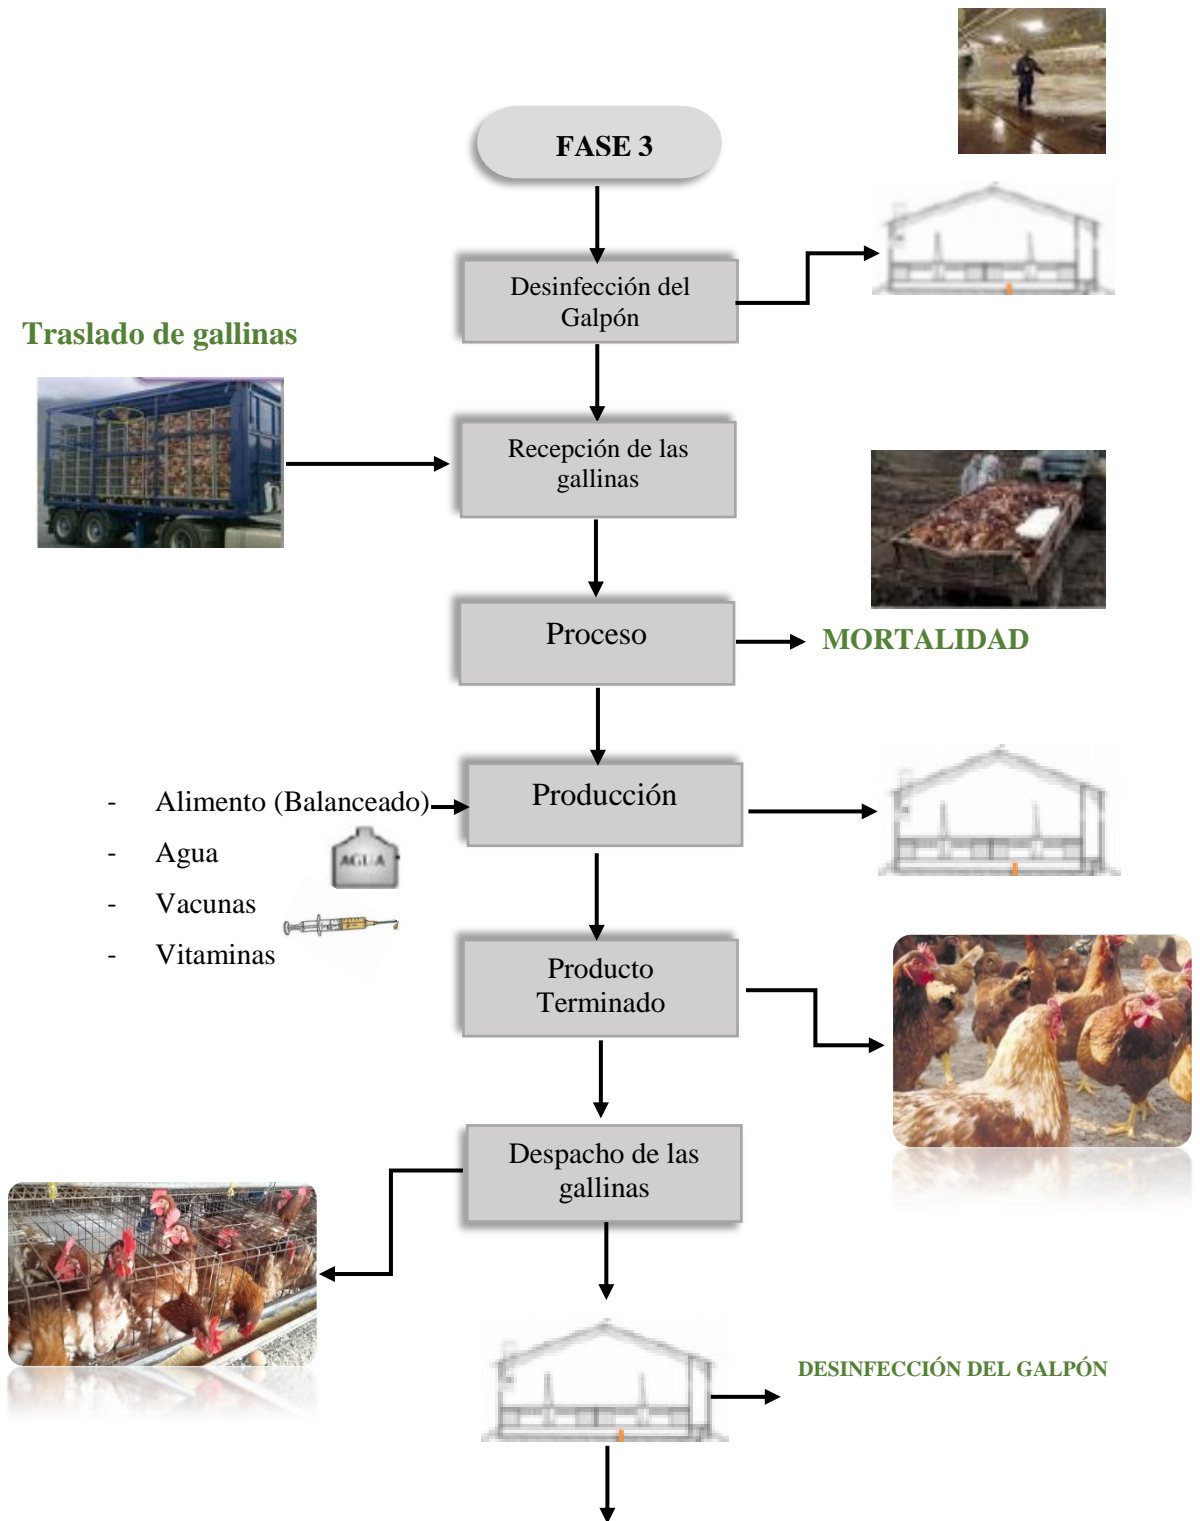 FASE 3
Desinfección del
Galpón
Traslado de gallinas
Recepción de las
gallinas
Proceso
MORTALIDAD
Producción
- Alimento (Balanceado)
- Agua
AGUA
- Vacunas
- Vitaminas
Producto
Terminado
Despacho de las
gallinas
DESINFECCIÓN DEL GALPÓN